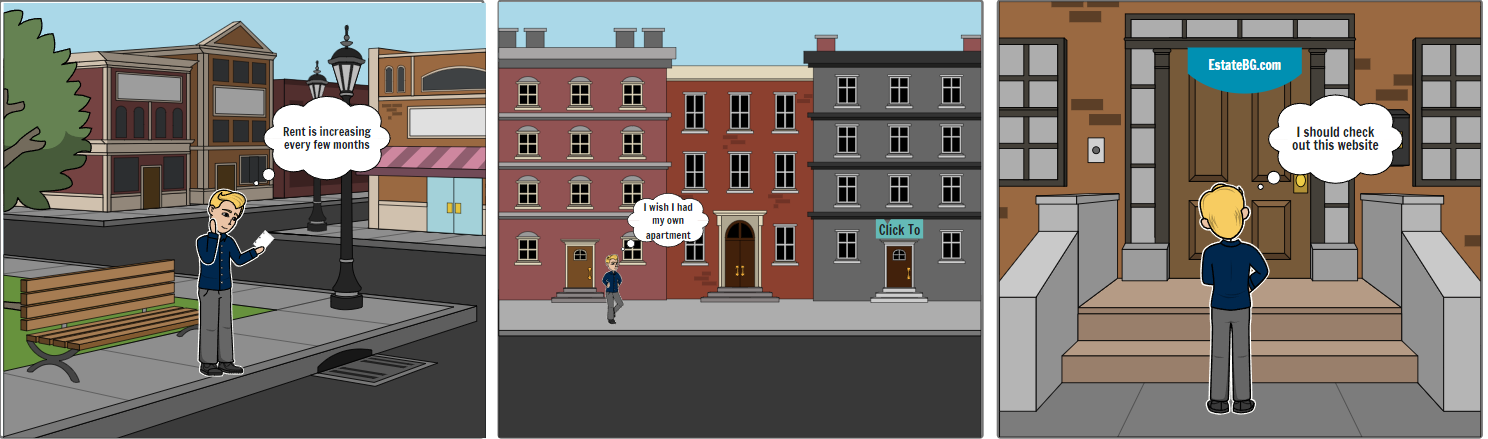 Rent is increasing
every few months
I wish I had
my own
apartment
Click To
EstateBG.com
I should check
out this website